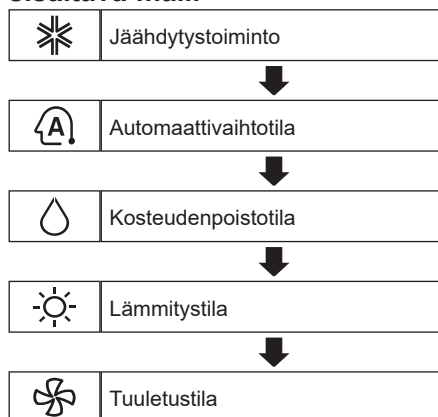 Jäähdytystoiminto
A
Automaattivaihtotila
Kosteudenpoistotila
Lämmitystila
Tuuletustila